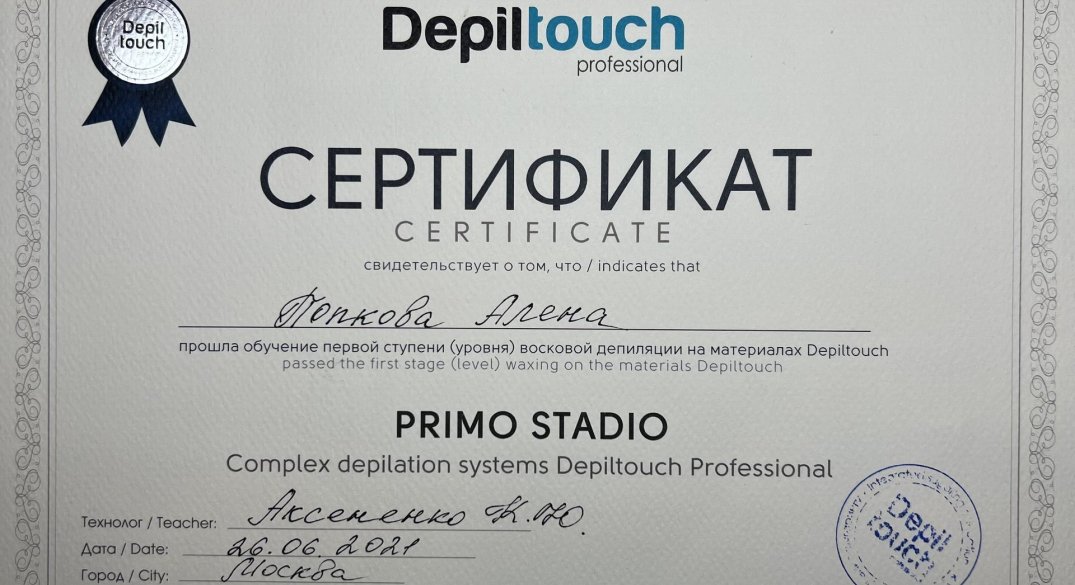 Depil
touch
Depiltouch
professional
СЕРТИФИКАТ
CERTIFICATE
свидетельствует о том, что / indicates that
Попкова Алена
прошла обучение первой ступени (уровня) восковой депиляции на материалах Depiltouch
passed the first stage (level) waxing on the materials Depiltouch
PRIMO STADIO
Complex depilation systems Depiltouch Professional
Технолог / Teacher: Аксененко К.Ю.
Дата / Date: 26.06.2021
Город / City: Москва
Depil
touch